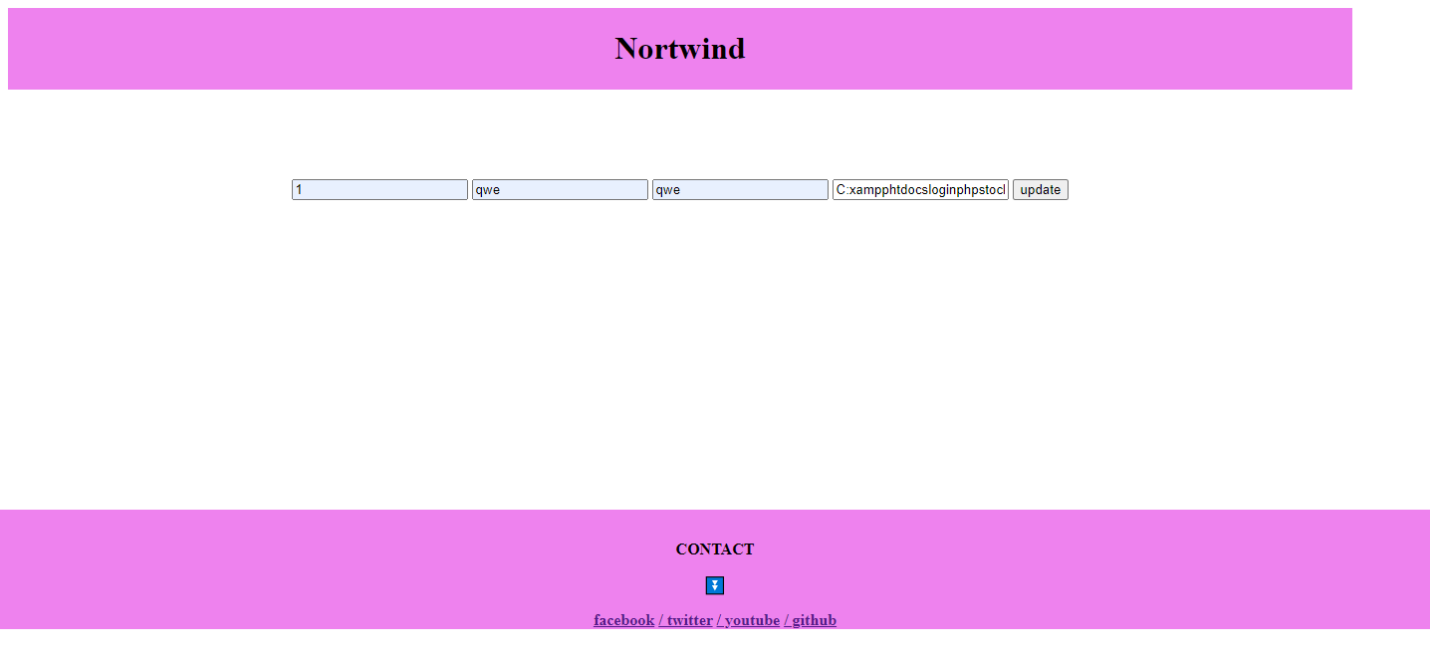 Nortwind
1 qwe qwe C:xampphtdocsloginphpstocl update
CONTACT
facebook / twitter / youtube / github